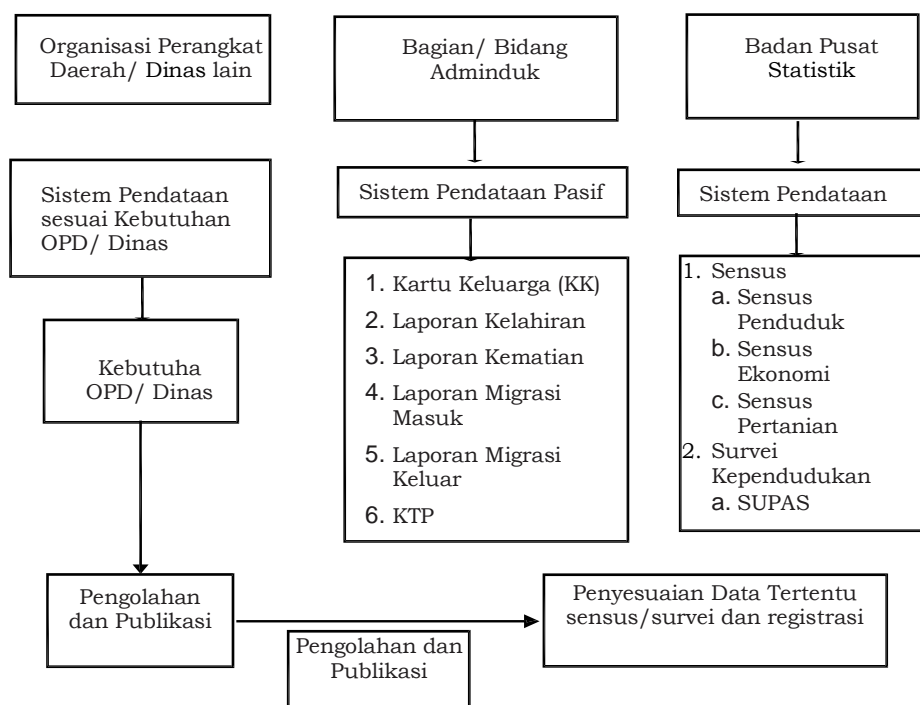 Organisasi Perangkat
Daerah/ Dinas lain
Bagian/ Bidang
Adminduk
Badan Pusat
Statistik
Sistem Pendataan
sesuai Kebutuhan
OPD/ Dinas
Sistem Pendataan Pasif
Sistem Pendataan
Kebutuha
OPD/ Dinas
1. Kartu Keluarga (KK)
2. Laporan Kelahiran
3. Laporan Kematian
4. Laporan Migrasi
Masuk
5. Laporan Migrasi
Keluar
6. KTP
1. Sensus
a. Sensus
Penduduk
b. Sensus
Ekonomi
c. Sensus
Pertanian
2. Survei
Kependudukan
a. SUPAS
Pengolahan
dan Publikasi
Pengolahan dan
Publikasi
Penyesuaian Data Tertentu
sensus/survei dan registrasi